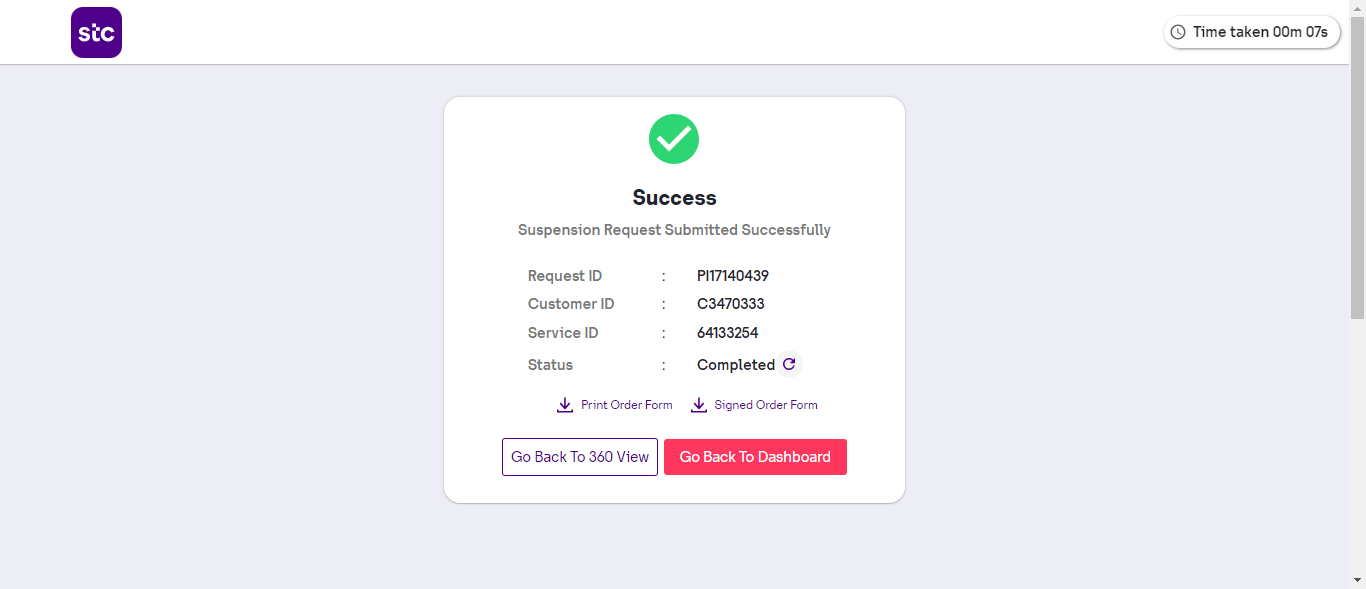 stc
Time taken 00m 07s
Success
Suspension Request Submitted Successfully
Request ID : PI17140439
Customer ID : C3470333
Service ID : 64133254
Status : Completed
Print Order Form Signed Order Form
Go Back To 360 View Go Back To Dashboard